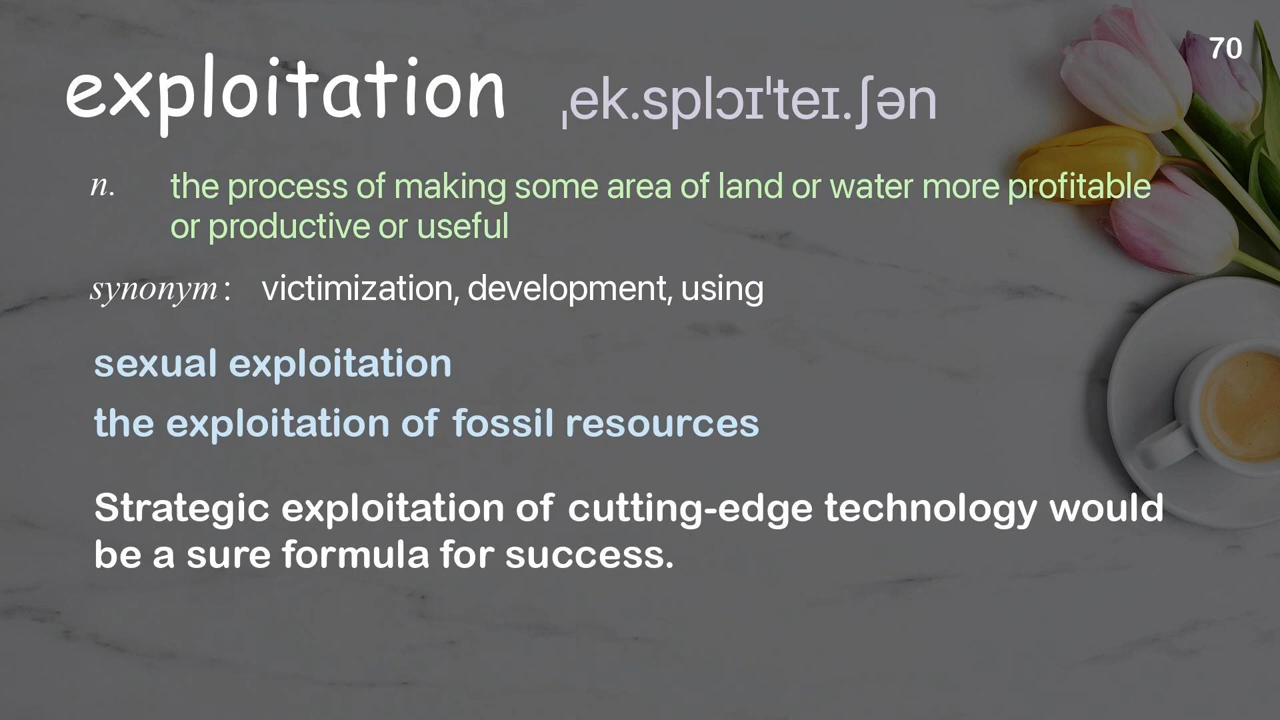 70
exploitation ˌek.splɔɪˈteɪ.ʃən
n. the process of making some area of land or water more profitable
or productive or useful
synonym : victimization, development, using
sexual exploitation
the exploitation of fossil resources
Strategic exploitation of cutting-edge technology would
be a sure formula for success.